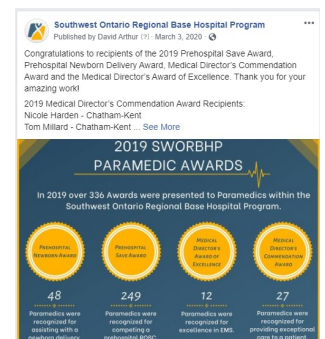 Southwest Ontario Regional Base Hospital Program
Published by David Arthur [?] · March 3, 2020 ·
Congratulations to recipients of the 2019 Prehospital Save Award,
Prehospital Newborn Delivery Award, Medical Director's Commendation
Award and the Medical Director's Award of Excellence. Thank you for your
amazing work!
2019 Medical Director's Commendation Award Recipients:
Nicole Harden - Chatham-Kent
Tom Millard - Chatham-Kent ... See More
2019 SWORBHP
PARAMEDIC AWARDS
In 2019 over 336 Awards were presented to Paramedics within the
Southwest Ontario Regional Base Hospital Program.
PREHOSPITAL
NEWBORN AWARD
PREHOSPITAL
SAVE AWARD
MEDICAL
DIRECTOR'S
AWARD OF
EXCELLENCE
MEDICAL
DIRECTOR'S
COMMENDATION
AWARD
48
Paramedics were
recognized for
assisting with a
newborn delivery
249
Paramedics were
recognized for
competing a
prehospital ROSC
12
Paramedics were
recognized for
excellence in EMS.
27
Paramedics were
recognized for
providing exceptional
care to a patient